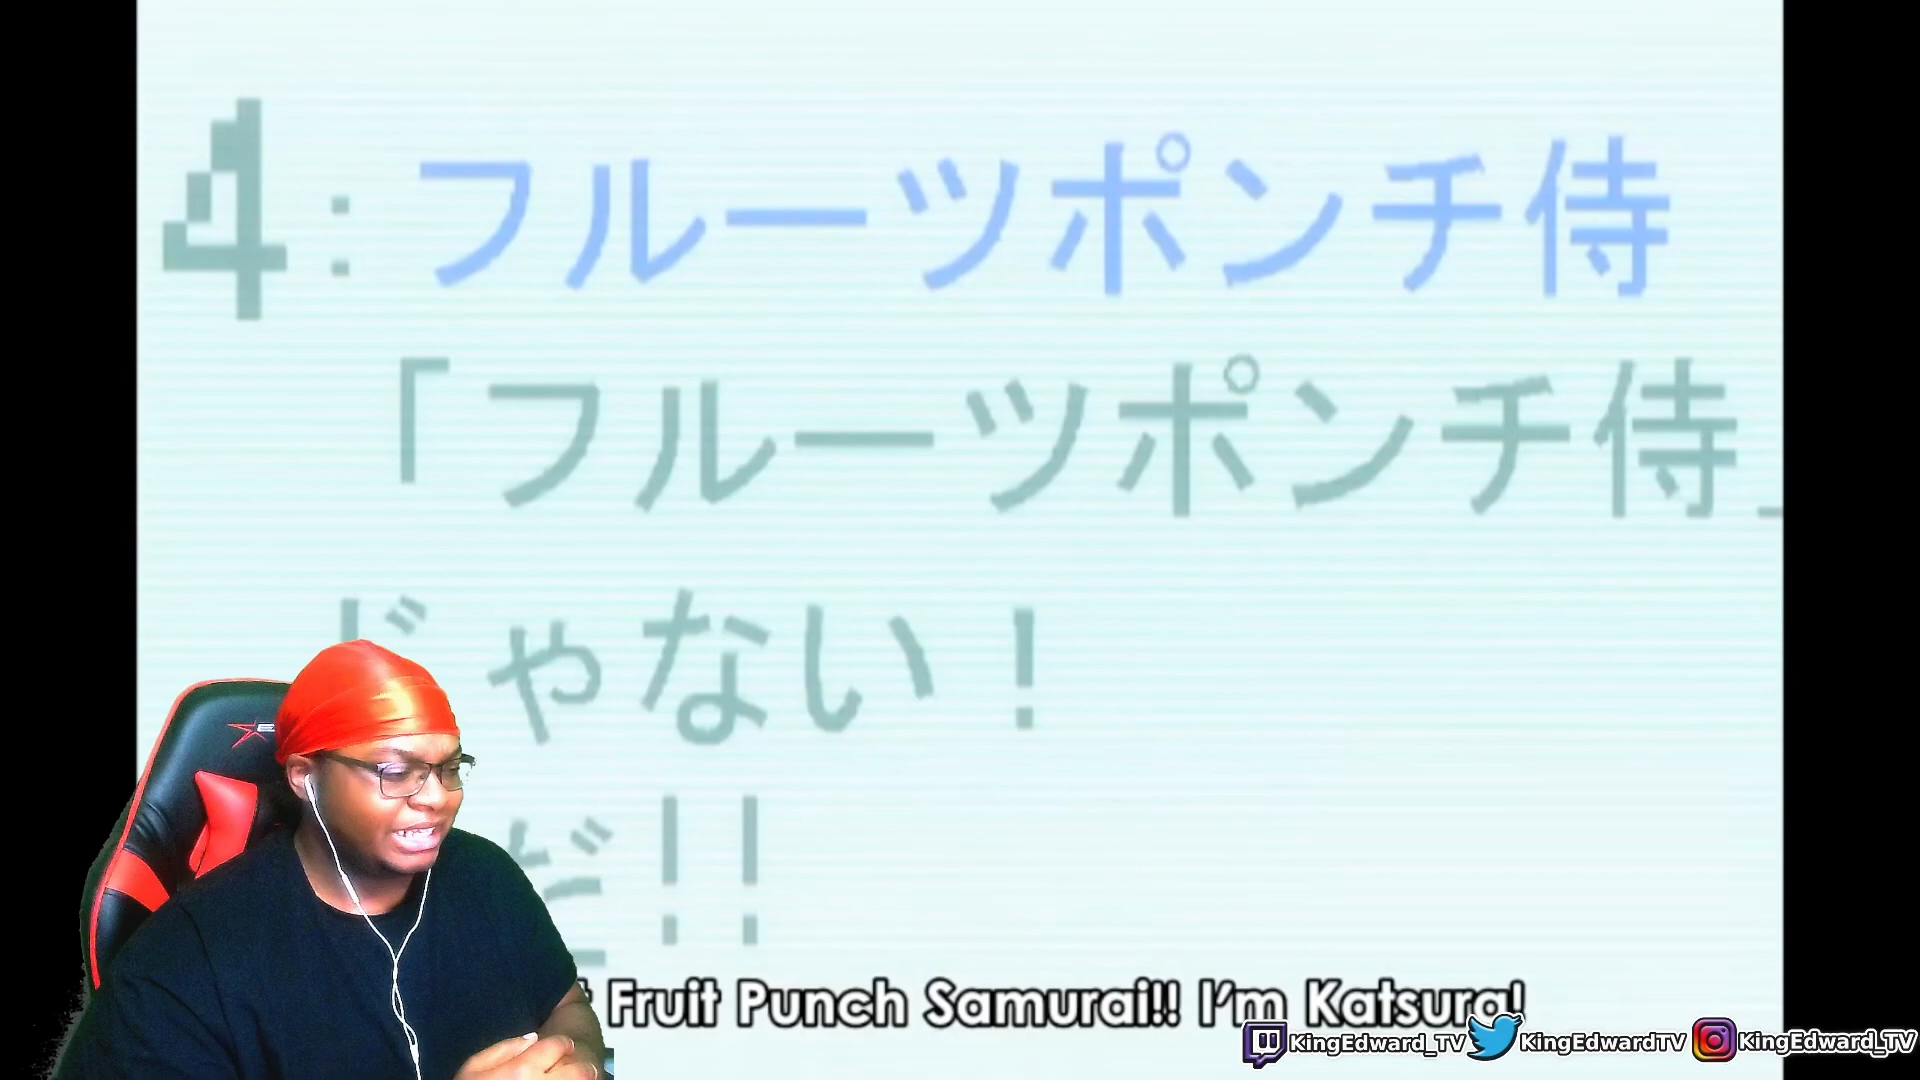 4:フルーツポンチ侍
「フルーツポンチ侍」
じゃない!
だ!!
Fruit Punch Samurai!! I'm Katsura!
KingEdward_TV KingEdwardTV KingEdward_TV